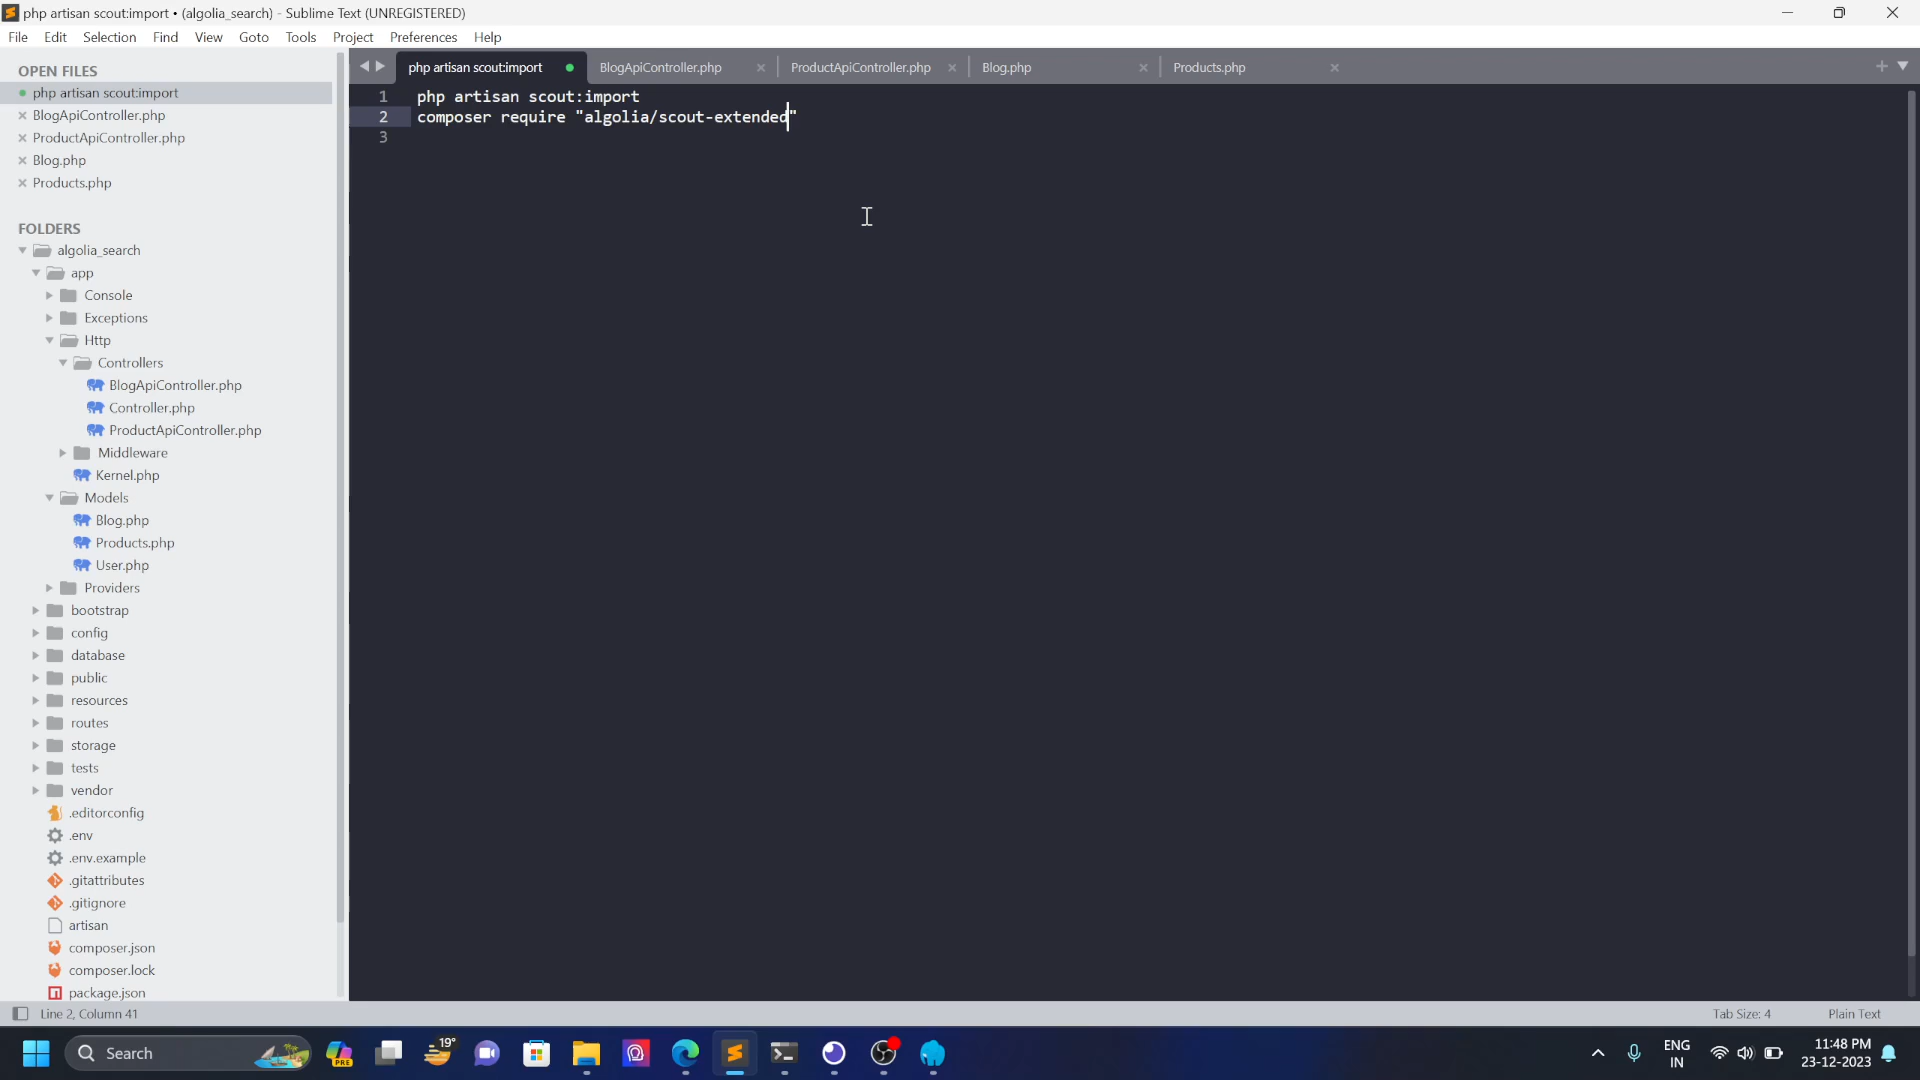 php artisan scout:import • (algolia_search) - Sublime Text (UNREGISTERED)
File Edit Selection Find View Goto Tools Project Preferences Help
OPEN FILES
php artisan scout:import
BlogApiController.php
ProductApiController.php
Blog.php
Products.php
FOLDERS
algolia_search
app
Console
Exceptions
Http
Controllers
BlogApiController.php
Controller.php
ProductApiController.php
Middleware
Kernel.php
Models
Blog.php
Products.php
User.php
Providers
bootstrap
config
database
public
resources
routes
storage
tests
vendor
.editorconfig
.env
.env.example
.gitattributes
.gitignore
artisan
composer.json
composer.lock
package.json
php artisan scout:import BlogApiController.php ProductApiController.php Blog.php Products.php
1 php artisan scout:import
2 composer require "algolia/scout-extended"
3
Line 2, Column 41 Tab Size: 4 Plain Text
Search
PRE
19°
ENG
IN
11:48 PM
23-12-2023